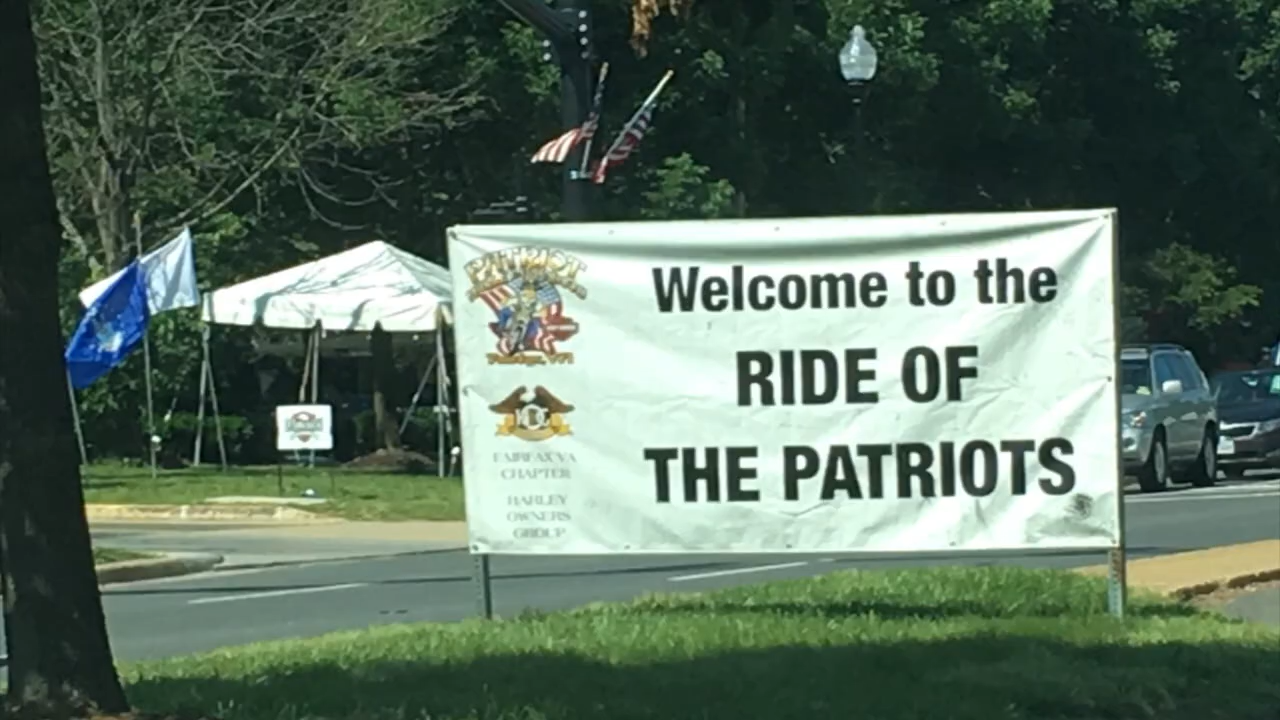 PATRIOT
Welcome to the
RIDE OF
THE PATRIOTS
FAIRFAX VA
CHAPTER
HARLEY
OWNERS
GROUP